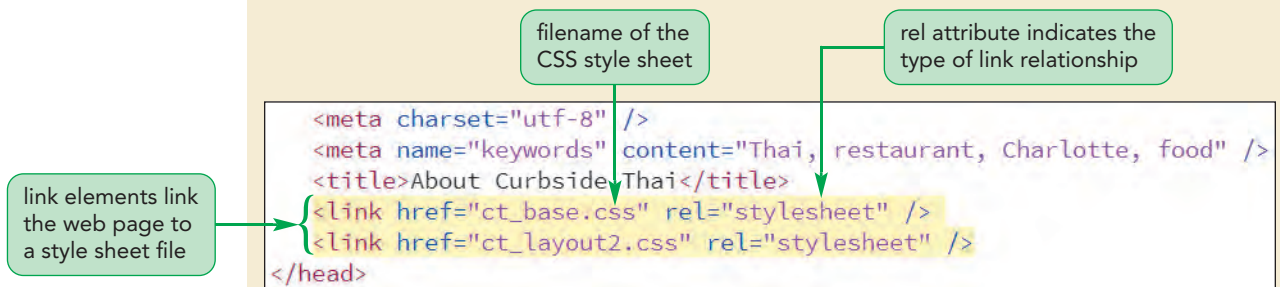 filename of the
CSS style sheet
rel attribute indicates the
type of link relationship
<meta charset="utf-8" />
<meta name="keywords" content="Thai, restaurant, Charlotte, food" />
<title>About Curbside Thai</title>
link elements link
the web page to
a style sheet file
<link href="ct_base.css" rel="stylesheet" />
<link href="ct_layout2.css" rel="stylesheet" />
</head>